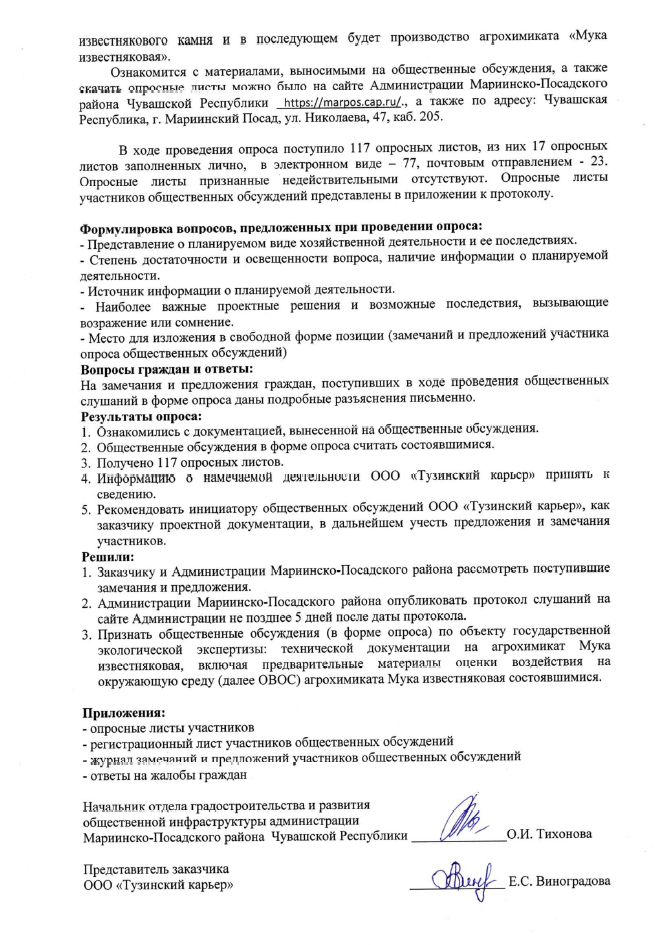 известнякового камня и в последующем будет производство агрохимиката «Мука
известняковая».
Ознакомится с материалами, выносимыми на общественные обсуждения, а также
скачать опросные листы можно было на сайте Администрации Мариинско-Посадского
района Чувашской Республики https://marpos.cap.ru/., а также по адресу: Чувашская
Республика, г. Мариинский Посад, ул. Николаева, 47, каб. 205.
В ходе проведения опроса поступило 117 опросных листов, из них 17 опросных
листов заполненных лично, в электронном виде – 77, почтовым отправлением - 23.
Опросные листы признанные недействительными отсутствуют. Опросные листы
участников общественных обсуждений представлены в приложении к протоколу.
Формулировка вопросов, предложенных при проведении опроса:
- Представление о планируемом виде хозяйственной деятельности и ее последствиях.
- Степень достаточности и освещенности вопроса, наличие информации о планируемой
деятельности.
- Источник информации о планируемой деятельности.
- Наиболее важные проектные решения и возможные последствия, вызывающие
возражение или сомнение.
- Место для изложения в свободной форме позиции (замечаний и предложений участника
опроса общественных обсуждений)
Вопросы граждан и ответы:
На замечания и предложения граждан, поступивших в ходе проведения общественных
слушаний в форме опроса даны подробные разъяснения письменно.
Результаты опроса:
1. Ознакомились с документацией, вынесенной на общественные обсуждения.
2. Общественные обсуждения в форме опроса считать состоявшимися.
3. Получено 117 опросных листов.
4. Информацию о намечаемой деятельности ООО «Тузинский карьер» принять к
сведению.
5. Рекомендовать инициатору общественных обсуждений ООО «Тузинский карьер», как
заказчику проектной документации, в дальнейшем учесть предложения и замечания
участников.
Решили:
1. Заказчику и Администрации Мариинско-Посадского района рассмотреть поступившие
замечания и предложения.
2. Администрации Мариинско-Посадского района опубликовать протокол слушаний на
сайте Администрации не позднее 5 дней после даты протокола.
3. Признать общественные обсуждения (в форме опроса) по объекту государственной
экологической экспертизы: технической документации на агрохимикат Мука
известняковая, включая предварительные материалы оценки воздействия на
окружающую среду (далее ОВОС) агрохимиката Мука известняковая состоявшимися.
Приложения:
- опросные листы участников
- регистрационный лист участников общественных обсуждений
- журнал замечаний и предложений участников общественных обсуждений
- ответы на жалобы граждан
Начальник отдела градостроительства и развития
общественной инфраструктуры администрации
Мариинско-Посадского района Чувашской Республики О.И. Тихонова
Представитель заказчика
ООО «Тузинский карьер» Е.С. Виноградова